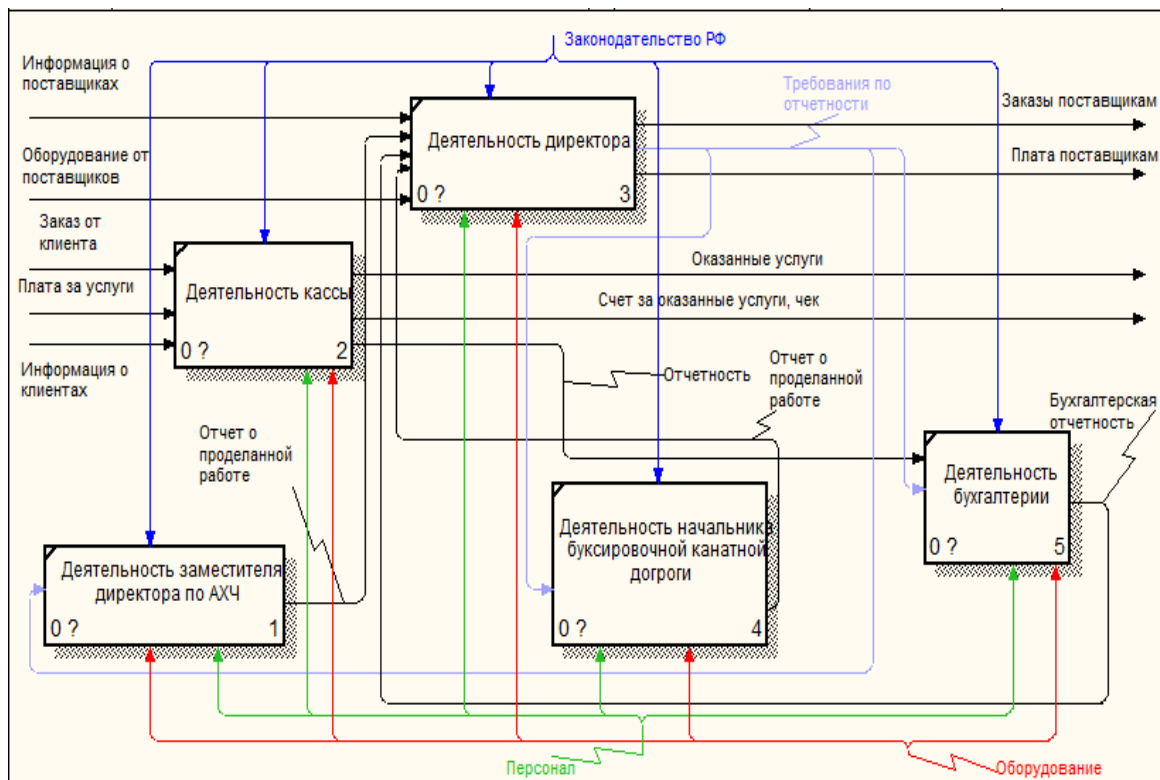 Законодательство РФ
Информация о
поставщиках
Требования по
отчетности
Заказы поставщикам
Деятельность директора
0 ?
3
Оборудование от
поставщиков
Плата поставщикам
Заказ от
клиента
Плата за услуги
Информация о
клиентах
Деятельность кассы
0 ?
2
Оказанные услуги
Счет за оказанные услуги, чек
Отчетность
Отчет о
проделанной
работе
Бухгалтерская
отчетность
Отчет о
проделанной
работе
Деятельность
бухгалтерии
0 ?
5
Деятельность начальника
буксировочной канатной
догроги
0 ?
4
Деятельность заместителя
директора по АХЧ
0 ?
1
Персонал
Оборудование